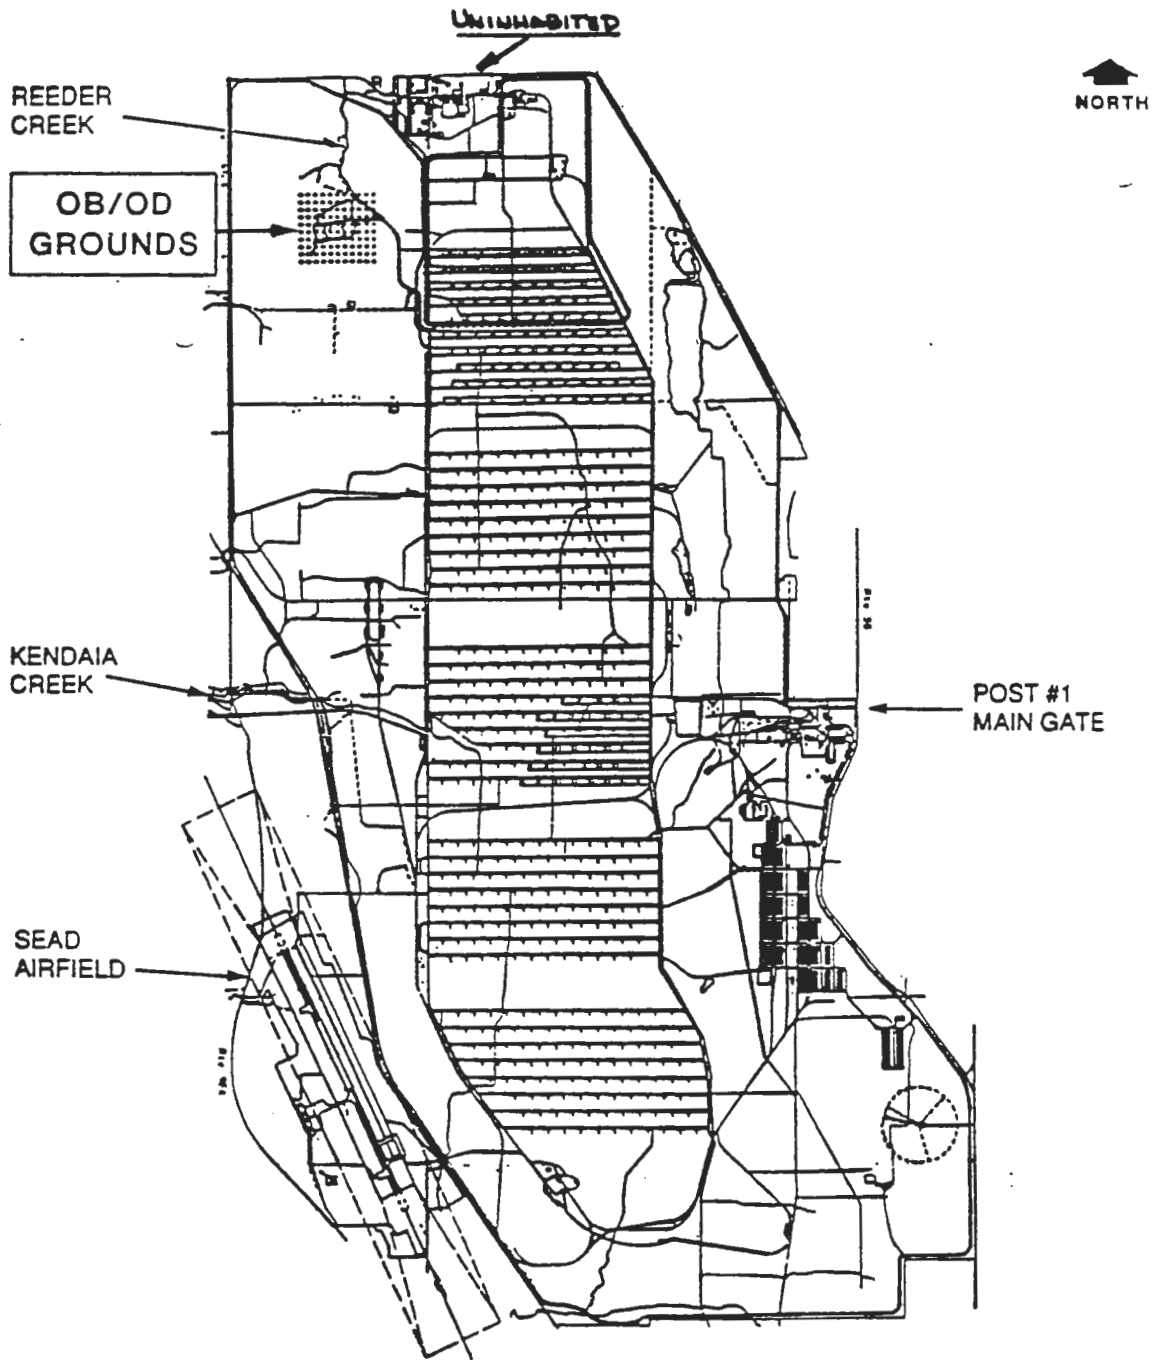 UNINHABITED
NORTH
REEDER
CREEK
OB/OD
GROUNDS
KENDAIA
CREEK
POST #1
MAIN GATE
SEAD
AIRFIELD